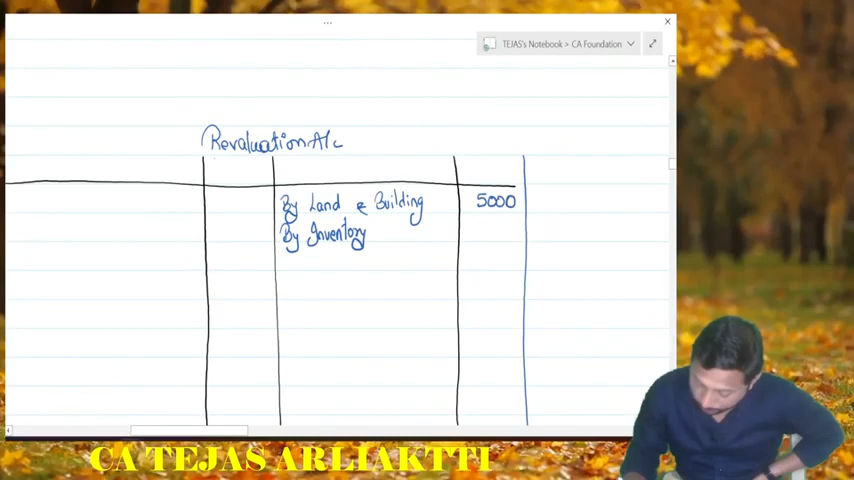 TEJAS's Notebook > CA Foundation
Revaluation A/c
By Land & Building 5000
By Inventory
CA TEJAS ARLIAKTTI